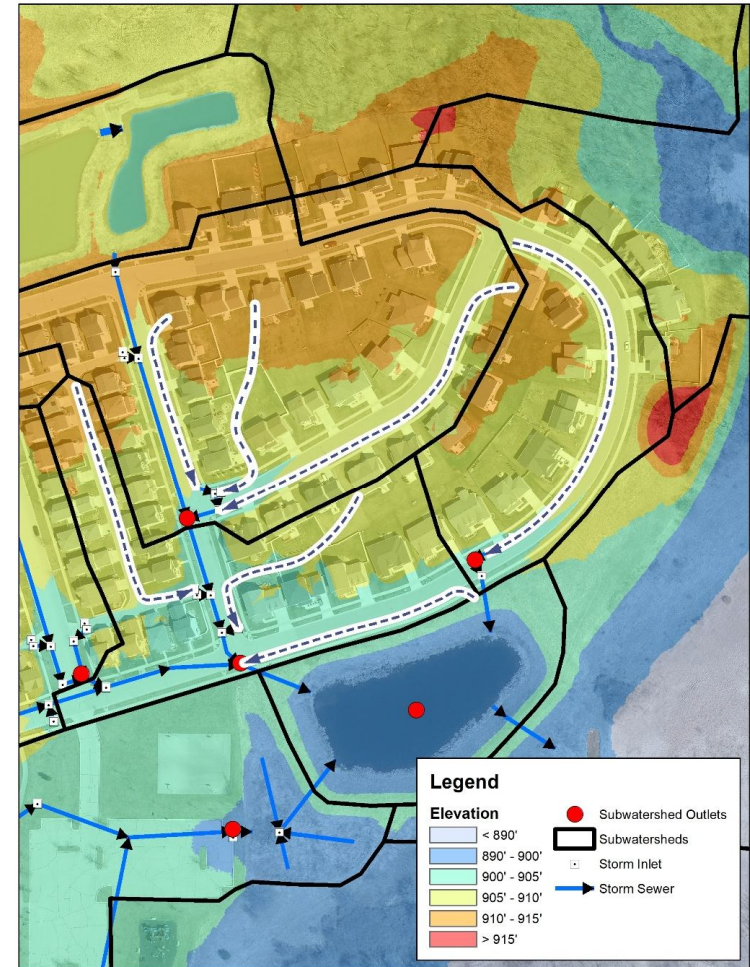 Legend
Elevation
< 890'
890' - 900'
900' - 905'
905' - 910'
910' - 915'
> 915'
Subwatershed Outlets
Subwatersheds
Storm Inlet
Storm Sewer